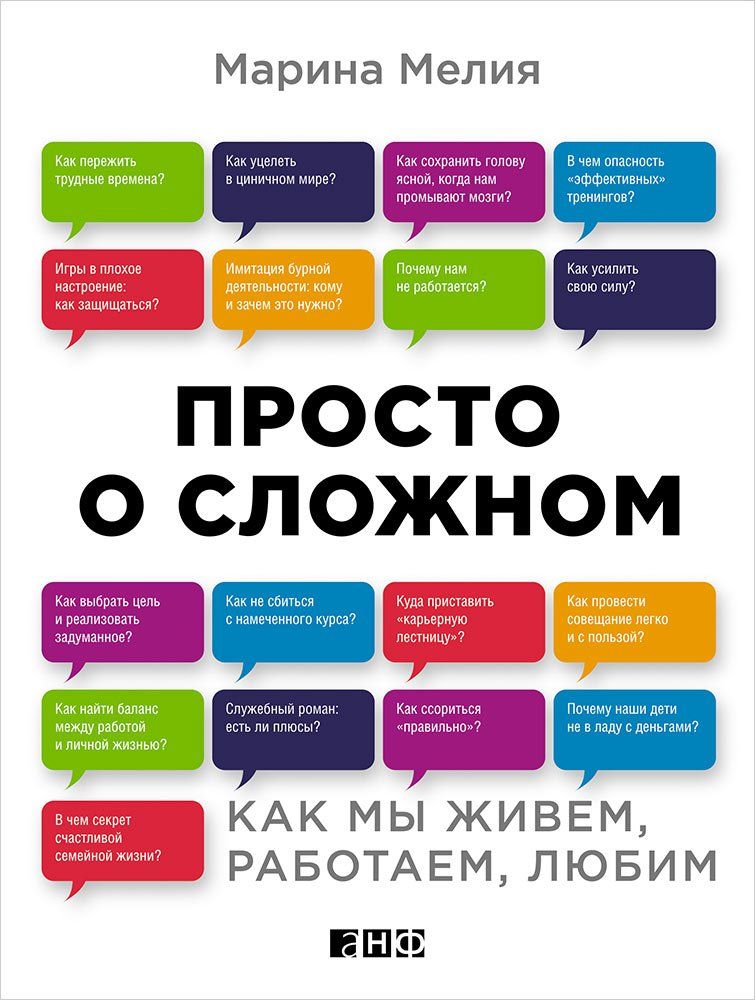 Марина Мелия
Как пережить
трудные времена?
Как уцелеть
в циничном мире?
Как сохранить голову
ясной, когда нам
промывают мозги?
В чем опасность
«эффективных»
тренингов?
Игры в плохое
настроение:
как защищаться?
Имитация бурной
деятельности: кому
и зачем это нужно?
Почему нам
не работается?
Как усилить
свою силу?
ПРОСТО
О СЛОЖНОМ
Как выбрать цель
и реализовать
задуманное?
Как не сбиться
с намеченного курса?
Куда приставить
«карьерную
лестницу»?
Как провести
совещание легко
и с пользой?
Как найти баланс
между работой
и личной жизнью?
Служебный роман:
есть ли плюсы?
Как ссориться
«правильно»?
Почему наши дети
не в ладу с деньгами?
В чем секрет
счастливой
семейной жизни?
КАК МЫ ЖИВЕМ,
РАБОТАЕМ, ЛЮБИМ
анф